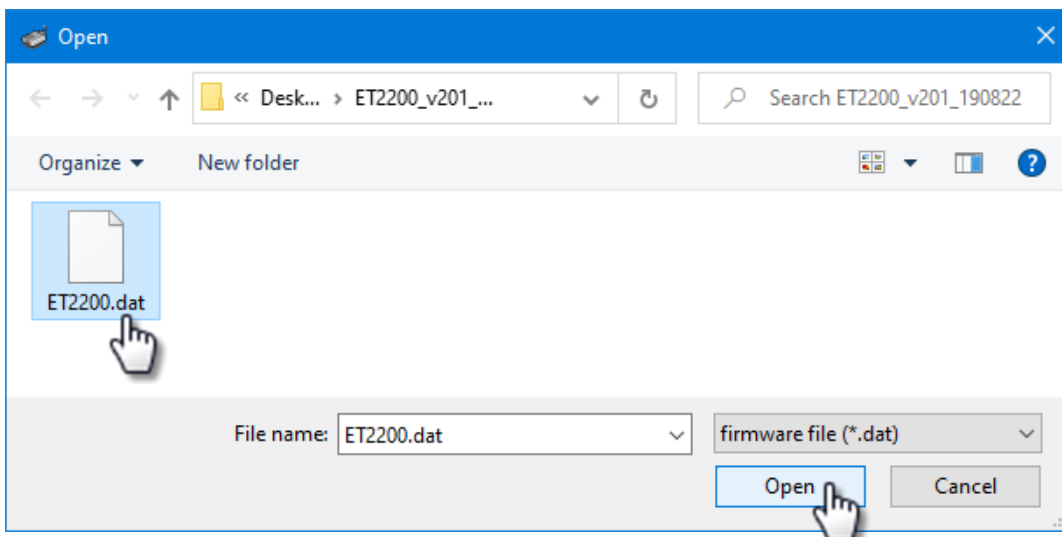 Open
« Desk... › ET2200_v201_...
Search ET2200_v201_190822
Organize
New folder
ET2200.dat
File name: ET2200.dat
firmware file (*.dat)
Open
Cancel